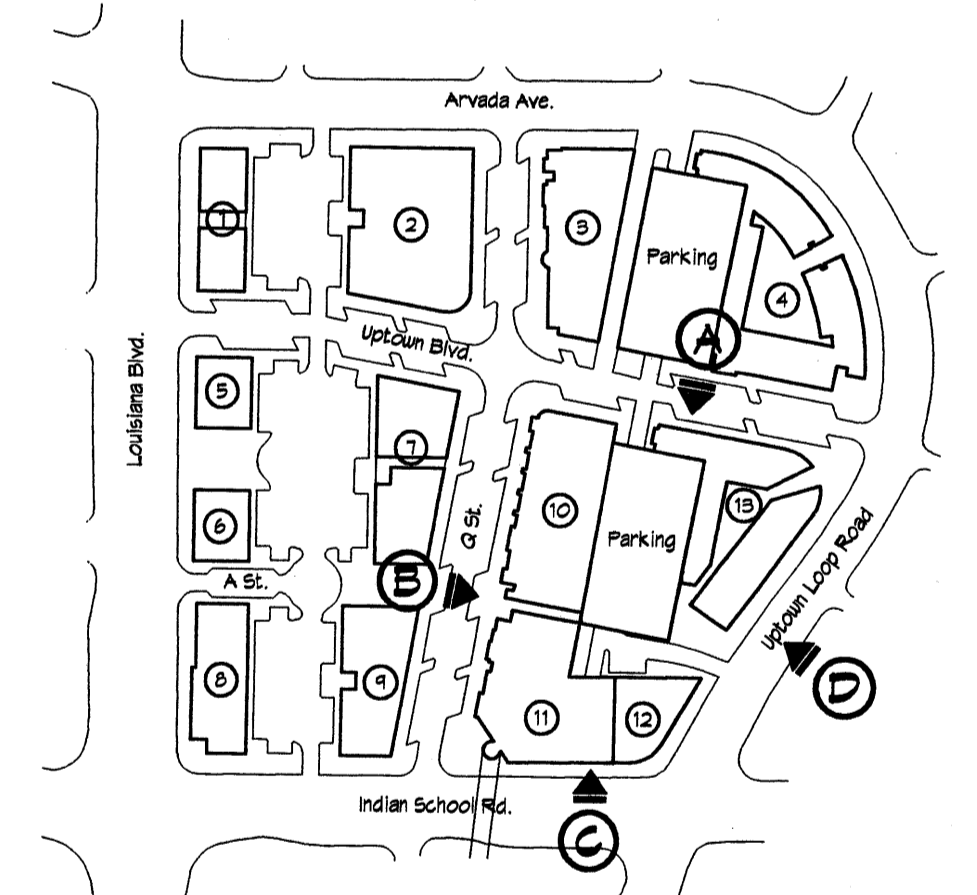 Arvada Ave.
1
2
3
Parking
4
A
Uptown Blvd.
Louisiana Blvd.
5
7
6
Q St.
10
Parking
13
A St.
B
Uptown Loop Road
8
9
11
12
D
Indian School Rd.
C